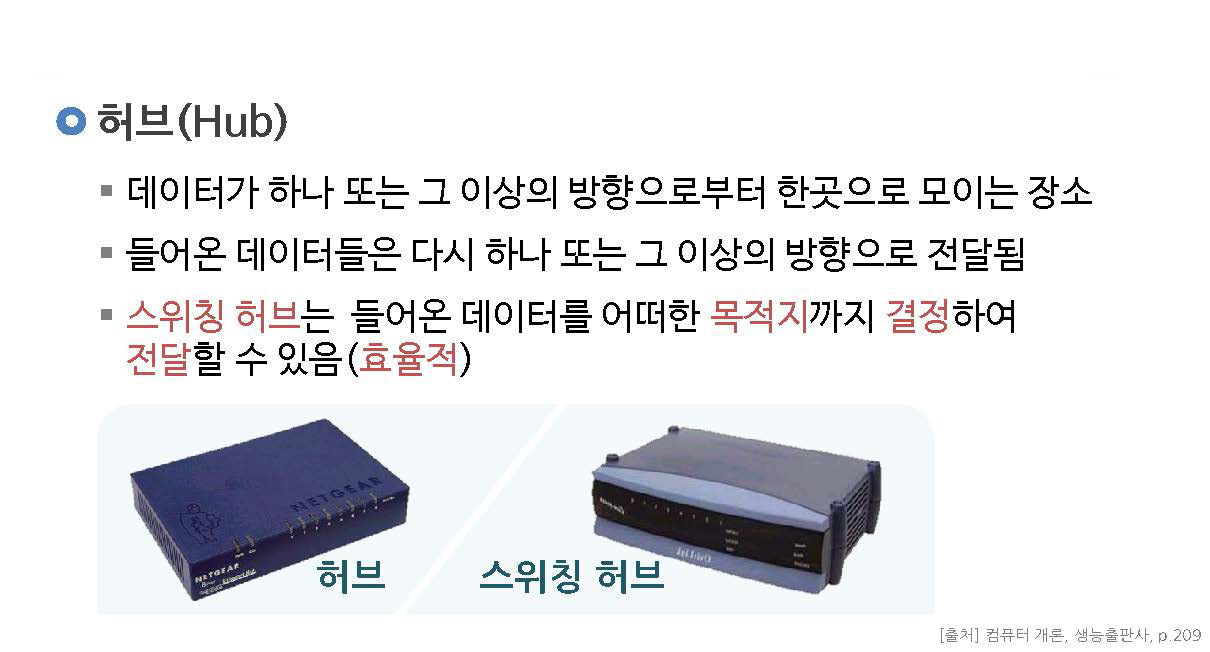 허브(Hub)
데이터가 하나 또는 그 이상의 방향으로부터 한곳으로 모이는 장소
들어온 데이터들은 다시 하나 또는 그 이상의 방향으로 전달됨
스위칭 허브는 들어온 데이터를 어떠한 목적지까지 결정하여
전달할 수 있음(효율적)
NETGEAR
NETGEAR
허브
스위칭 허브
[출처] 컴퓨터 개론, 생능출판사, p.209